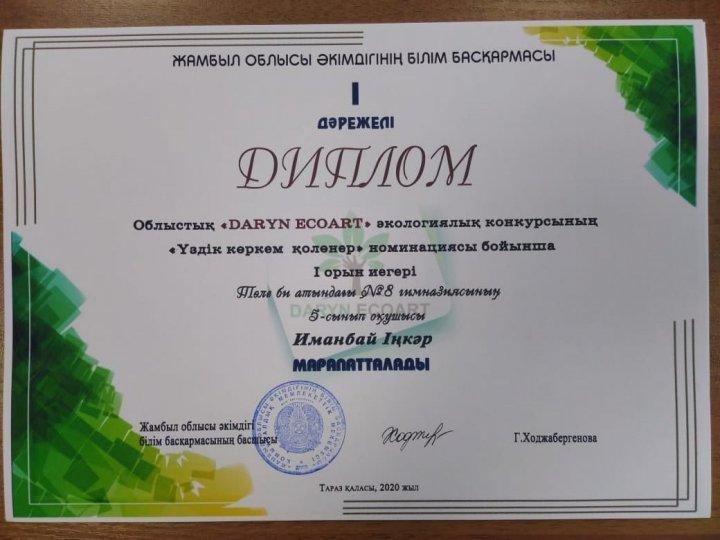 ЖАМБЫЛ ОБЛЫСЫ ӘКІМДІГІНІҢ БІЛІМ БАСҚАРМАСЫ
I
ДӘРЕЖЕЛІ
ДИПЛОМ
Облыстық «DARYN ECOART» экологиялық конкурсының
«Үздік көркем қолөнер» номинациясы бойынша
I орын иегері
Төле би атындағы №8 гимназиясының
DARYN ECOART
5-сынып оқушысы
Иманбай Іңкәр
МАРАПАТТАЛАДЫ
Жамбыл облысы әкімдігі
білім басқармасының басшысы
Г.Ходжабергенова
Тараз қаласы, 2020 жыл